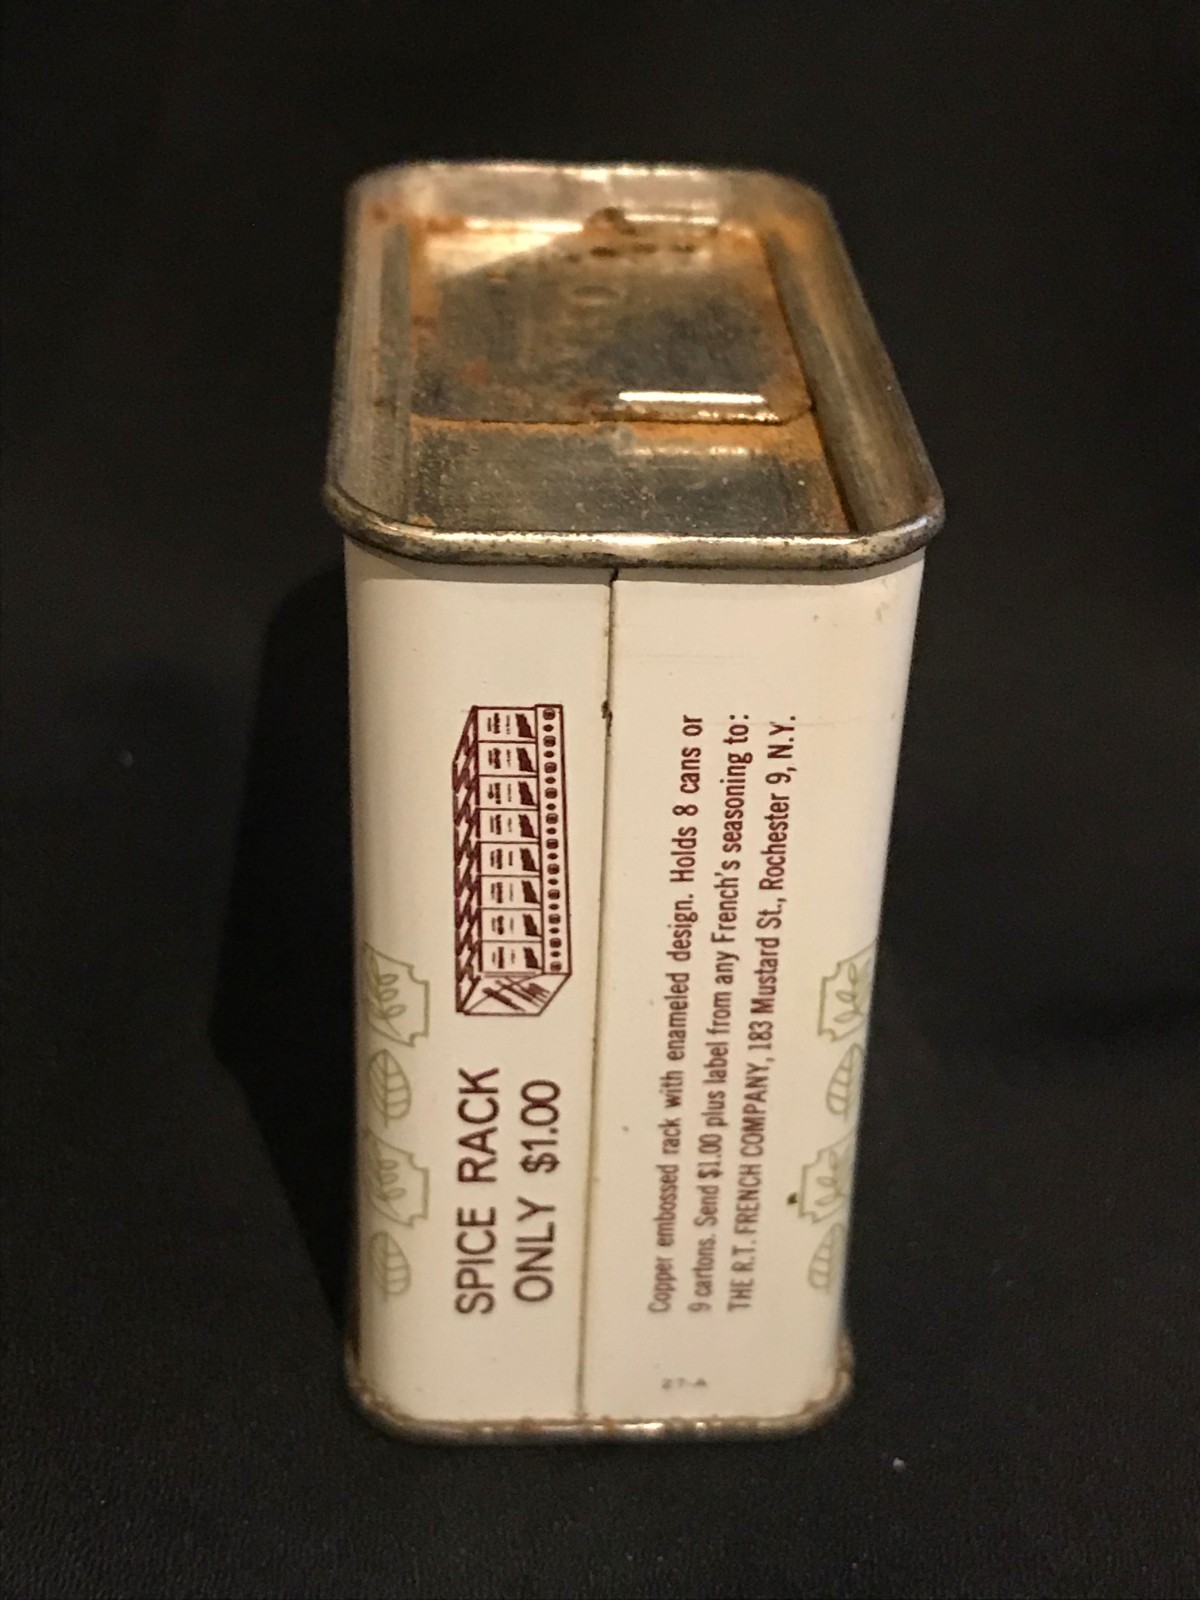 SPICE RACK
ONLY $1.00
Copper embossed rack with enameled design. Holds 8 cans or
9 cartons. Send $1.00 plus label from any French's seasoning to:
THE R.T. FRENCH COMPANY, 183 Mustard St., Rochester 9, N.Y.
27-A